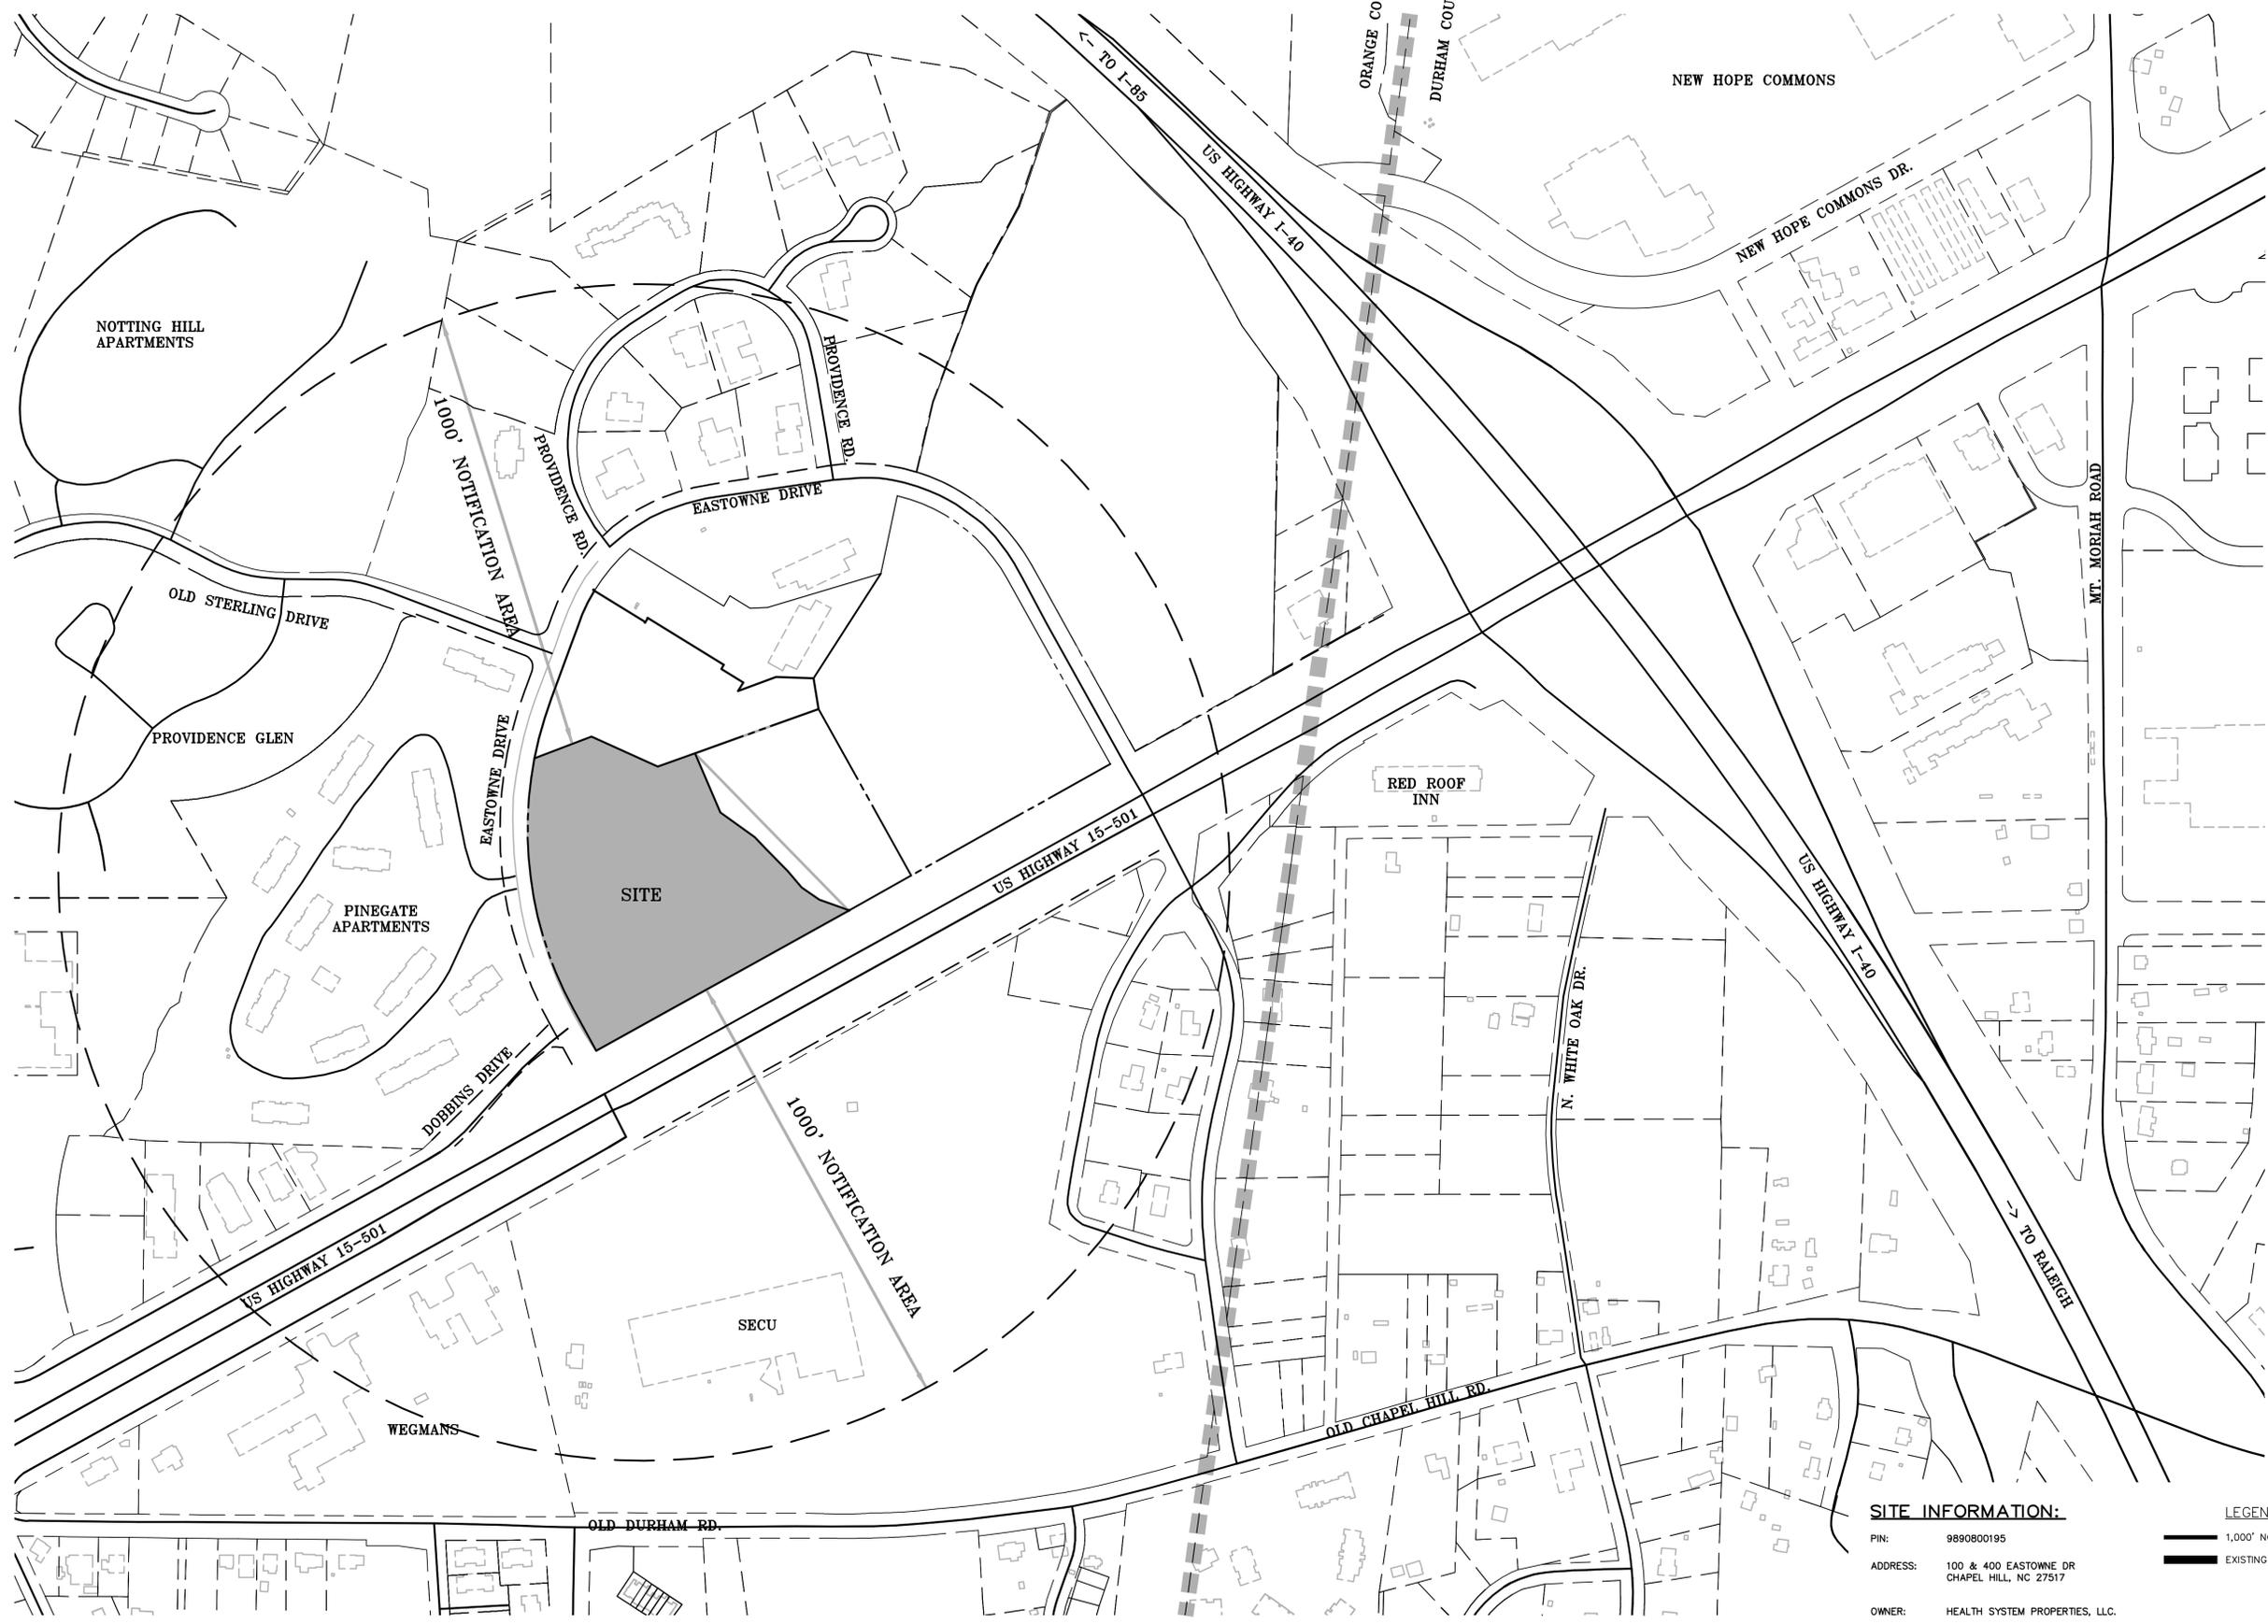 <- TO I-85
ORANGE CO
DURHAM COU
NEW HOPE COMMONS
US HIGHWAY I-40
NEW HOPE COMMONS DR.
NOTTING HILL
APARTMENTS
PROVIDENCE RD.
1000' NOTIFICATION AREA
PROVIDENCE RD.
EASTOWNE DRIVE
MT. MORIAH ROAD
OLD STERLING DRIVE
PROVIDENCE GLEN
EASTOWNE DRIVE
RED ROOF
INN
US HIGHWAY 15-501
SITE
PINEGATE
APARTMENTS
US HIGHWAY I-40
N. WHITE OAK DR.
DOBBINS DRIVE
1000' NOTIFICATION AREA
US HIGHWAY 15-501
-> TO RALEIGH
SECU
WEGMANS
OLD CHAPEL HILL RD.
OLD DURHAM RD.
SITE INFORMATION:
PIN: 9890800195
ADDRESS: 100 & 400 EASTOWNE DR
CHAPEL HILL, NC 27517
OWNER: HEALTH SYSTEM PROPERTIES, LLC.
LEGEN
1,000' N
EXISTING